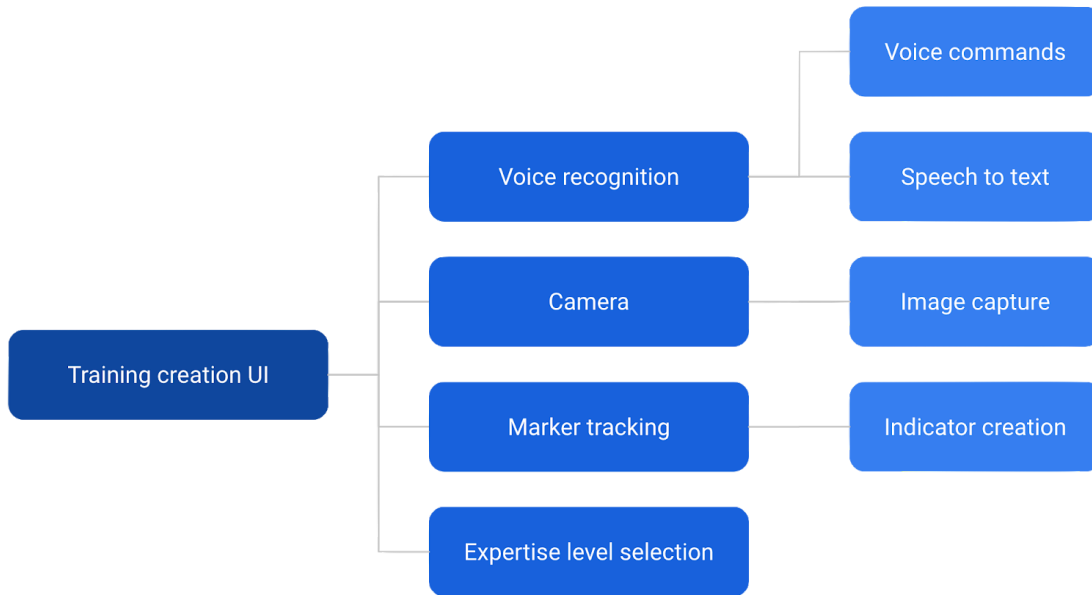 Training creation UI
Voice recognition
Voice commands
Speech to text
Camera
Image capture
Marker tracking
Indicator creation
Expertise level selection